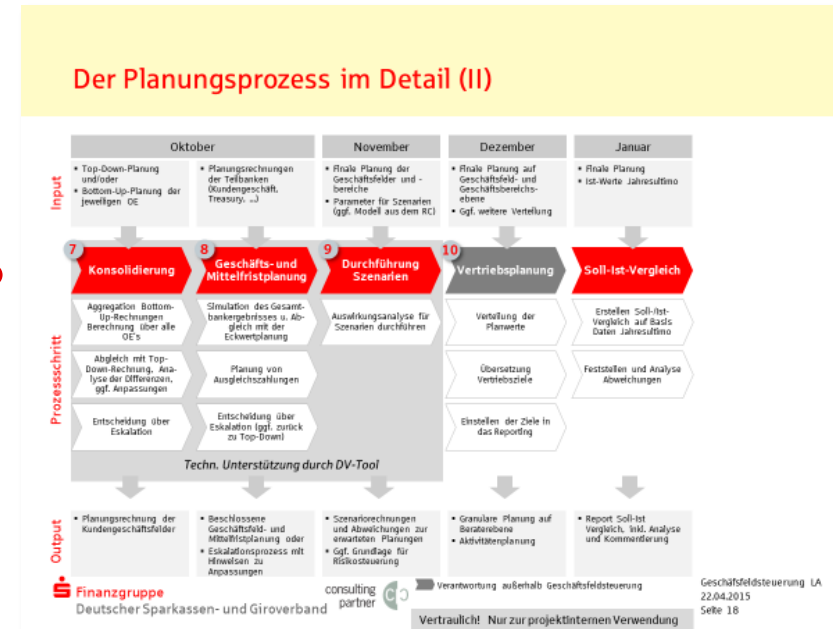 Der Planungsprozess im Detail (II)
Oktober
November
Dezember
Januar
Input
• Top-Down-Planung
und/oder
• Bottom-Up-Planung der
jeweiligen OE
• Planungsrechnungen
der Teilbanken
(Kundengeschäft,
Treasury, ...)
• Finale Planung der
Geschäftsfelder und -
bereiche
• Parameter für Szenarien
(ggf. Modell aus dem RC)
• Finale Planung auf
Geschäftsfeld- und
Geschäftsbereichs-
ebene
• Ggf. weitere Verteilung
• Finale Planung
• Ist-Werte Jahresultimo
7
Konsolidierung
8
Geschäfts- und
Mittelfristplanung
9
Durchführung
Szenarien
10
Vertriebsplanung
Soll-Ist-Vergleich
Prozessschritt
Aggregation Bottom-
Up-Rechnungen
Berechnung über alle
OE's
Simulation des Gesamt-
bankergebnisses u. Ab-
gleich mit der
Eckwertplanung
Auswirkungsanalyse für
Szenarien durchführen
Verteilung der
Planwerte
Erstellen Soll-/Ist-
Vergleich auf Basis
Daten Jahresultimo
Abgleich mit Top-
Down-Rechnung, Ana-
lyse der Differenzen,
ggf. Anpassungen
Planung von
Ausgleichszahlungen
Übersetzung
Vertriebsziele
Feststellen und Analyse
Abweichungen
Entscheidung über
Eskalation
Entscheidung über
Eskalation (ggf. zurück
zu Top-Down)
Einstellen der Ziele in
das Reporting
Techn. Unterstützung durch DV-Tool
Output
• Planungsrechnung der
Kundengeschäftsfelder
• Beschlossene
Geschäftsfeld- und
Mittelfristplanung oder
• Eskalationsprozess mit
Hinweisen zu
Anpassungen
• Szenariorechnungen
und Abweichungen zur
erwarteten Planungen
• Ggf. Grundlage für
Risikosteuerung
• Granulare Planung auf
Beraterebene
• Aktivitätenplanung
• Report Soll-Ist
Vergleich, inkl. Analyse
und Kommentierung
Finanzgruppe
Deutscher Sparkassen- und Giroverband
consulting
partner
Verantwortung außerhalb Geschäftsfeldsteuerung
Vertraulich! Nur zur projektinternen Verwendung
Geschäfsfeldsteuerung LA
22.04.2015
Seite 18